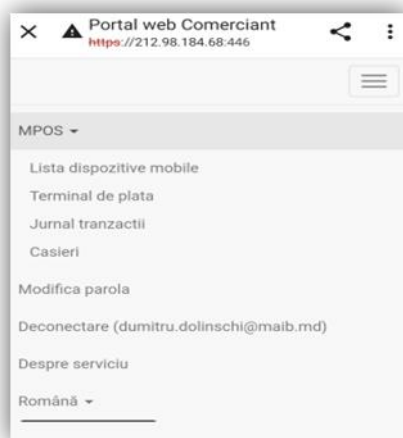 Portal web Comerciant
https://212.98.184.68:446
MPOS
Lista dispozitive mobile
Terminal de plata
Jurnal tranzactii
Casieri
Modifica parola
Deconectare (dumitru.dolinschi@maib.md)
Despre serviciu
Română